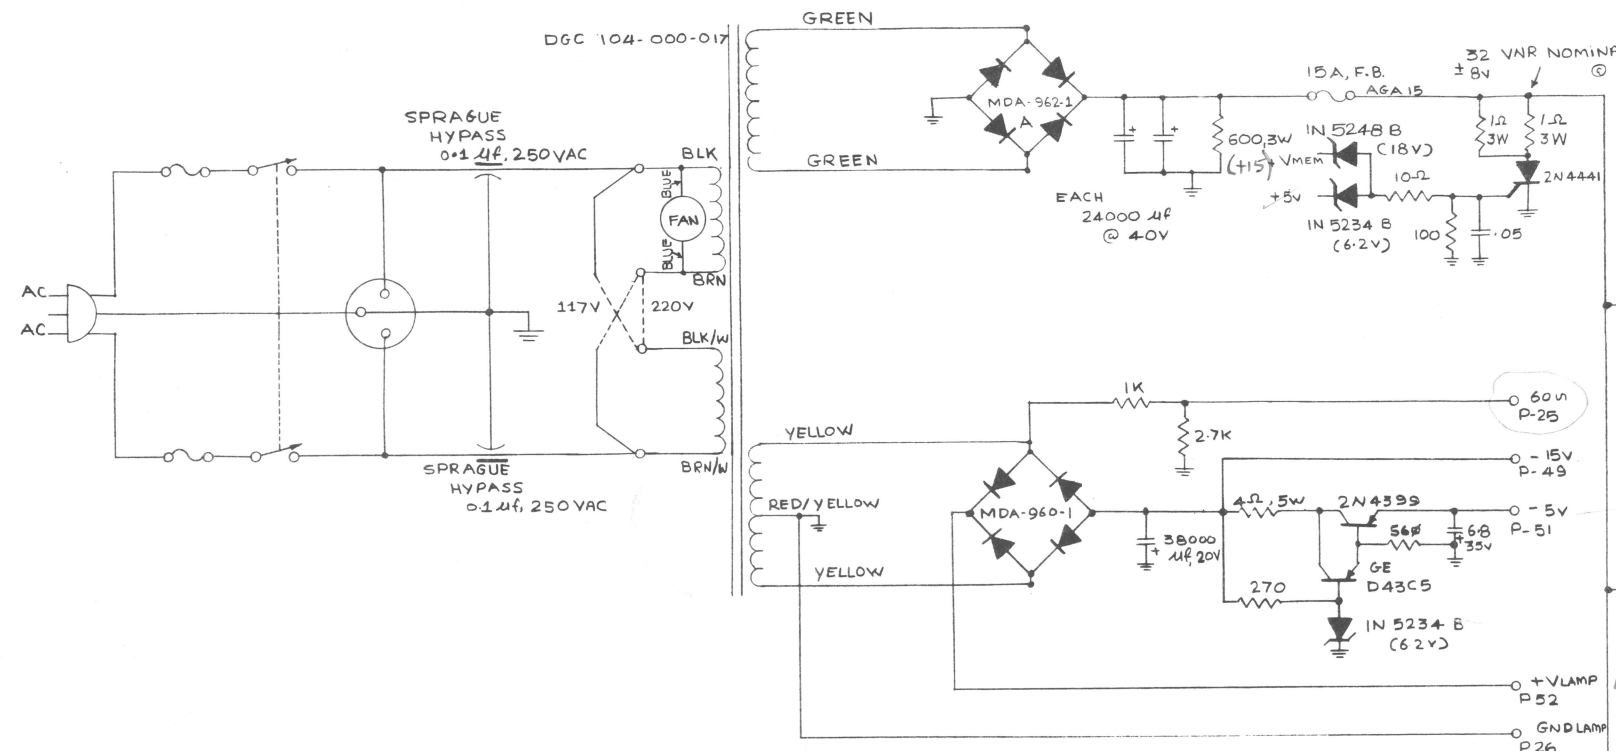 GREEN
DGC 104-000-017
32 VNR NOMINA
± 8V
©
15A, F.B.
AGA 15
SPRAGUE
HYPASS
0.1 µf, 250 VAC
MDA-962-1
A
1Ω
3W
1Ω
3W
600,3W
(+15)
IN 5248 B
(18V)
VMEM
BLK
GREEN
BLUE
FAN
BLUE
BRN
EACH
24000 µf
@ 40V
+5V
10Ω
2N4441
IN 5234 B
(6.2V)
100
.05
AC
AC
117V
220V
BLK/W
1K
60
P-25
2.7K
YELLOW
- 15V
P-49
BRN/W
SPRAGUE
HYPASS
0.1 µf, 250 VAC
RED/YELLOW
MDA-960-1
4Ω, 5W
2N4399
- 5V
P-51
38000
µf, 20V
560
6.8
35V
GE
D43C5
YELLOW
270
IN 5234 B
(6.2V)
+VLAMP
P52
GND LAMP
P26